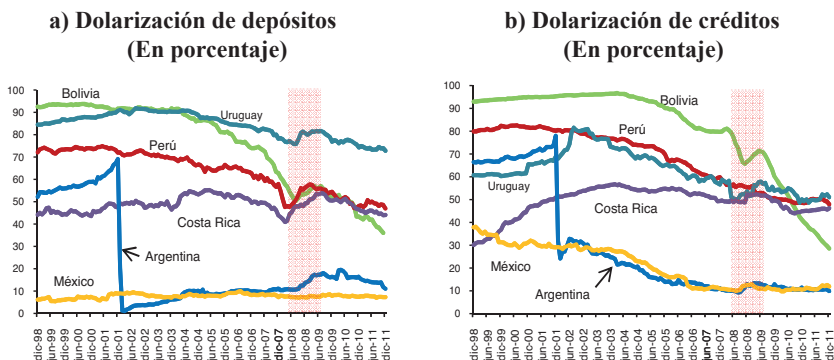 a) Dolarización de depósitos
(En porcentaje)
100
90
80
70
60
50
40
30
20
10
0
Bolivia
Uruguay
Perú
Costa Rica
Argentina
México
dic-98
jun-99
dic-99
jun-00
dic-00
jun-01
dic-01
jun-02
dic-02
jun-03
dic-03
jun-04
dic-04
jun-05
dic-05
jun-06
dic-06
jun-07
dic-07
jun-08
dic-08
jun-09
dic-09
jun-10
dic-10
jun-11
dic-11
b) Dolarización de créditos
(En porcentaje)
100
90
80
70
60
50
40
30
20
10
0
Bolivia
Perú
Uruguay
Costa Rica
México
Argentina
dic-98
jun-99
dic-99
jun-00
dic-00
jun-01
dic-01
jun-02
dic-02
jun-03
dic-03
jun-04
dic-04
jun-05
dic-05
jun-06
dic-06
jun-07
dic-07
jun-08
dic-08
jun-09
dic-09
jun-10
dic-10
jun-11
dic-11